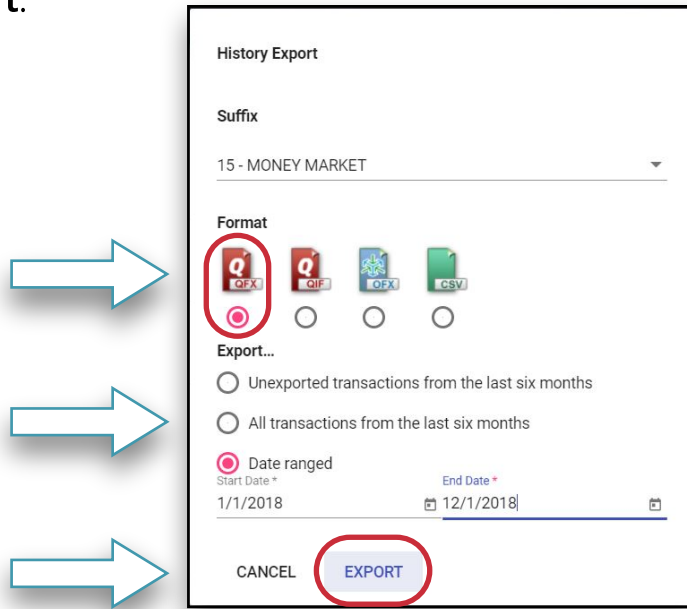 t.
History Export
Suffix
15 - MONEY MARKET
Format
Q QFX Q QIF OFX CSV
Export...
Unexported transactions from the last six months
All transactions from the last six months
Date ranged
Start Date * End Date *
1/1/2018 12/1/2018
CANCEL EXPORT